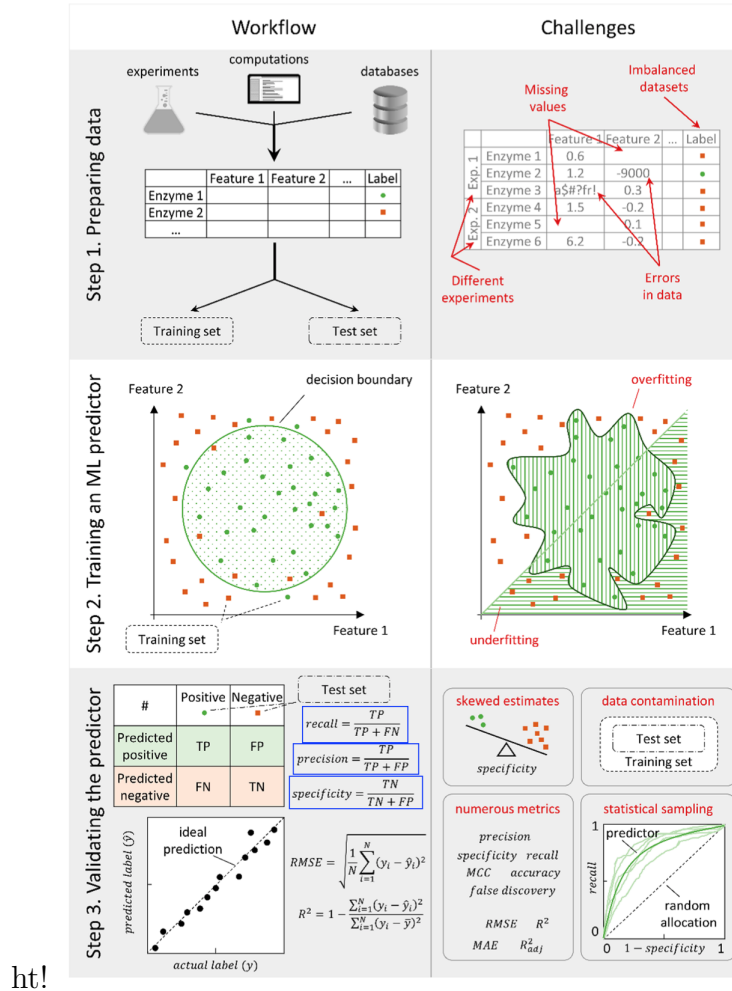 Workflow
Challenges
Step 1. Preparing data
experiments
computations
databases
Feature 1 Feature 2 ... Label
Enzyme 1
Enzyme 2
...
Training set
Test set
Imbalanced
datasets
Missing
values
Feature 1 Feature 2 ... Label
Exp. 1
Enzyme 1 0.6
Enzyme 2 1.2 -9000
Enzyme 3 a$#?fr! 0.3
Exp. 2
Enzyme 4 1.5 -0.2
Enzyme 5 0.1
Enzyme 6 6.2 -0.2
Different
experiments
Errors
in data
Step 2. Training an ML predictor
Feature 2
decision boundary
Training set
Feature 1
Feature 2
overfitting
underfitting
Feature 1
Step 3. Validating the predictor
# Positive Negative
Predicted
positive
TP FP
Predicted
negative
FN TN
Test set
recall = TP / TP + FN
precision = TP / TP + FP
specificity = TN / TN + FP
predicted label (ŷ)
ideal
prediction
actual label (y)
RMSE = √(1/N ∑_{i=1}^{N} (y_i − ŷ_i)²)
R² = 1 − ∑_{i=1}^{N} (y_i − ŷ_i)² / ∑_{i=1}^{N} (y_i − ȳ)²
skewed estimates
specificity
data contamination
Test set
Training set
numerous metrics
precision
specificity recall
MCC accuracy
false discovery
RMSE R²
MAE R²adj
statistical sampling
1
predictor
recall
random
allocation
0
0 1 − specificity 1
ht!